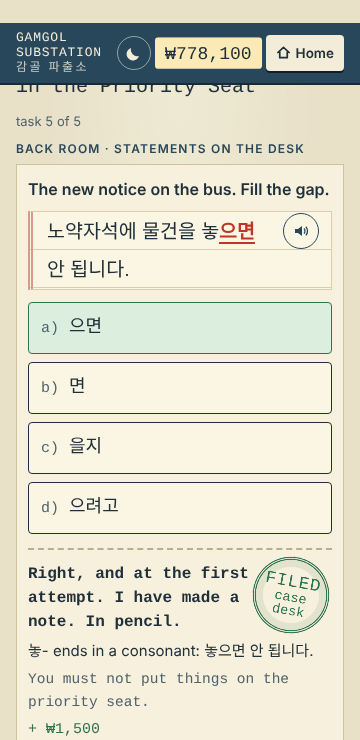 GAMGOL
SUBSTATION
감골 파출소
₩778,100
Home
in the Priority Seat
task 5 of 5
BACK ROOM · STATEMENTS ON THE DESK
The new notice on the bus. Fill the gap.
노약자석에 물건을 놓으면
안 됩니다.
a) 으면
b) 면
c) 을지
d) 으려고
Right, and at the first
attempt. I have made a
note. In pencil.
FILED
case
desk
놓- ends in a consonant: 놓으면 안 됩니다.
You must not put things on the
priority seat.
+ ₩1,500